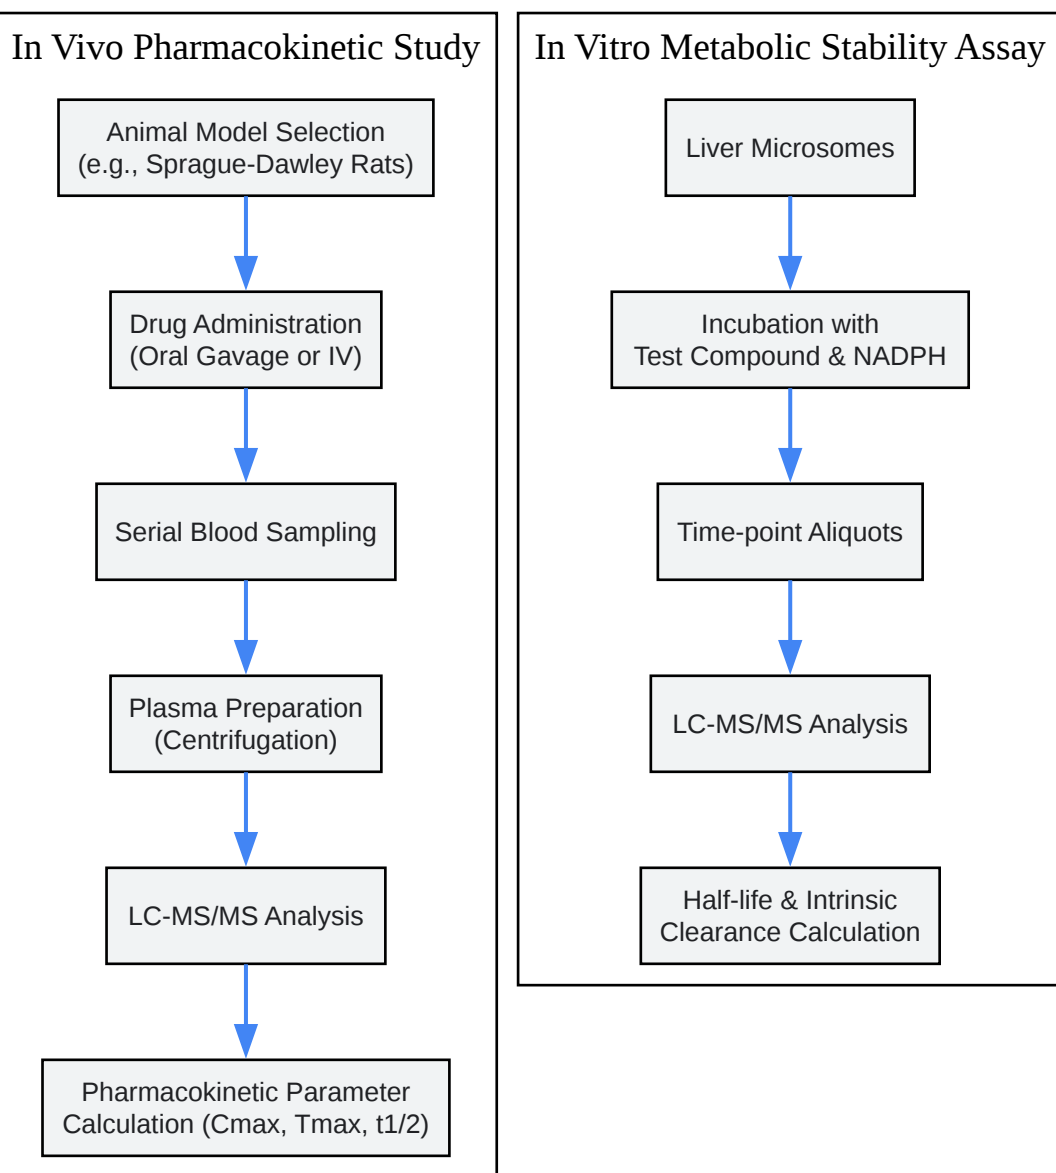 In Vivo Pharmacokinetic Study
Animal Model Selection
(e.g., Sprague-Dawley Rats)
Drug Administration
(Oral Gavage or IV)
Serial Blood Sampling
Plasma Preparation
(Centrifugation)
LC-MS/MS Analysis
Pharmacokinetic Parameter
Calculation (Cmax, Tmax, t1/2)
In Vitro Metabolic Stability Assay
Liver Microsomes
Incubation with
Test Compound & NADPH
Time-point Aliquots
LC-MS/MS Analysis
Half-life & Intrinsic
Clearance Calculation